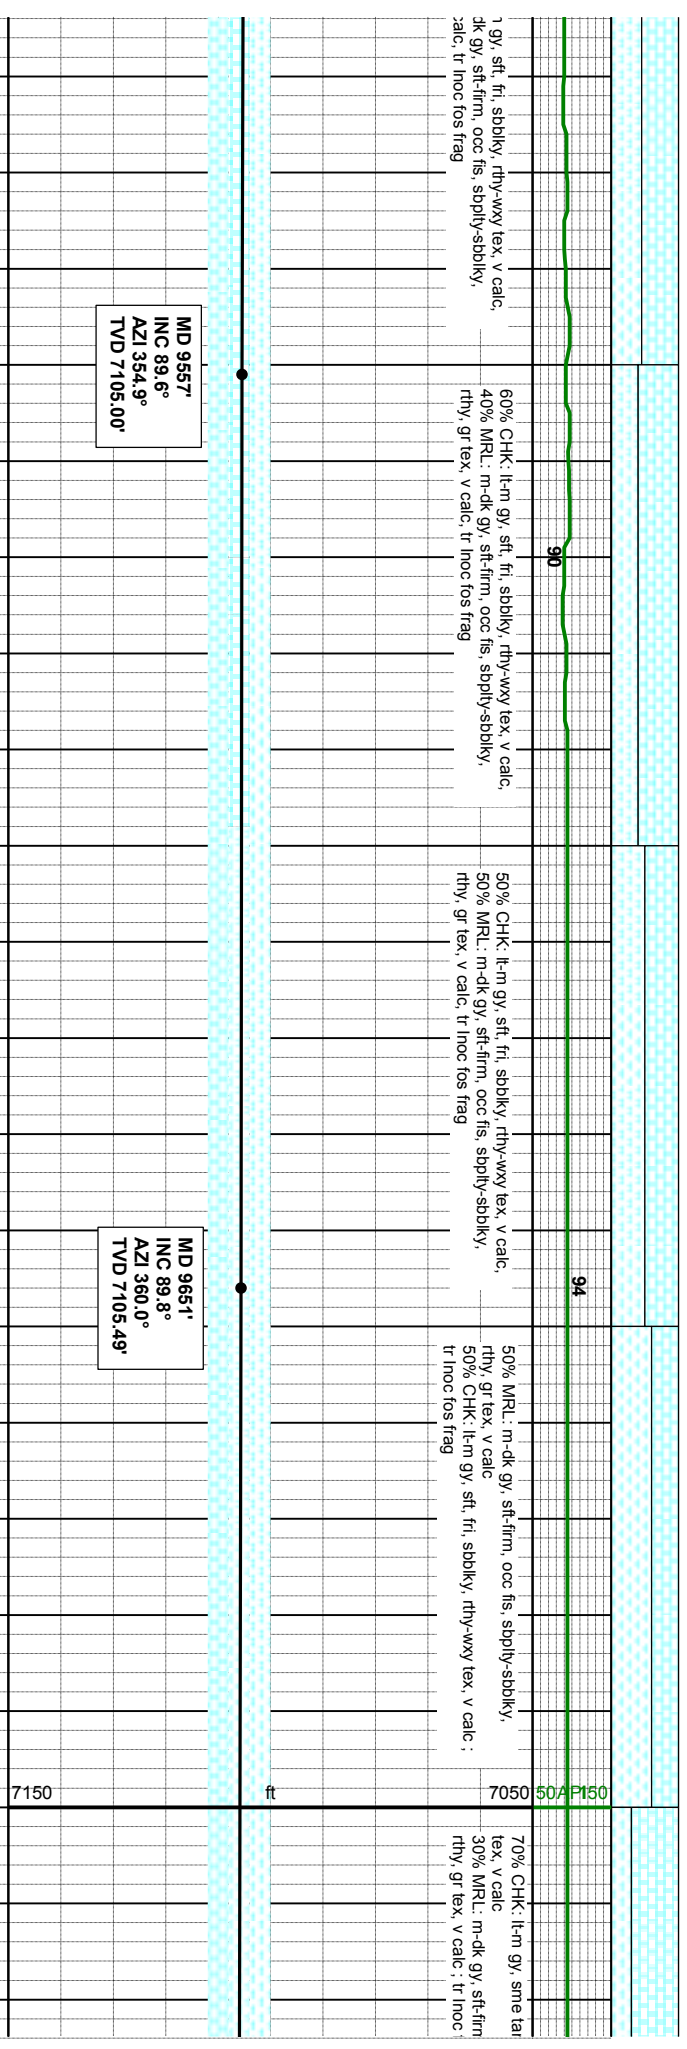 ı gy, sft, fri, sbblky, rthy-wxy tex, v calc,
dk gy, sft-firm, occ fis, sbplty-sbblky,
calc, tr Inoc fos frag
MD 9557'
INC 89.6°
AZI 354.9°
TVD 7105.00'
60% CHK: lt-m gy, sft, fri, sbblky, rthy-wxy tex, v calc,
40% MRL: m-dk gy, sft-firm, occ fis, sbplty-sbblky,
rthy, gr tex, v calc, tr Inoc fos frag
90
50% CHK: lt-m gy, sft, fri, sbblky, rthy-wxy tex, v calc,
50% MRL: m-dk gy, sft-firm, occ fis, sbplty-sbblky,
rthy, gr tex, v calc, tr Inoc fos frag
MD 9651'
INC 89.8°
AZI 360.0°
TVD 7105.49'
94
50% MRL: m-dk gy, sft-firm, occ fis, sbplty-sbblky,
rthy, gr tex, v calc
50% CHK: lt-m gy, sft, fri, sbblky, rthy-wxy tex, v calc ;
tr Inoc fos frag
7150 ft 7050 50 API 150
70% CHK: lt-m gy, sme tan
tex, v calc
30% MRL: m-dk gy, sft-firm
rthy, gr tex, v calc ; tr Inoc